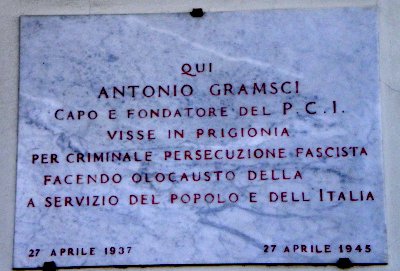 QUI
ANTONIO GRAMSCI
CAPO E FONDATORE DEL P.C.I.
VISSE IN PRIGIONIA
PER CRIMINALE PERSECUZIONE FASCISTA
FACENDO OLOCAUSTO DELLA
A SERVIZIO DEL POPOLO E DELL'ITALIA
27 APRILE 1937 27 APRILE 1945